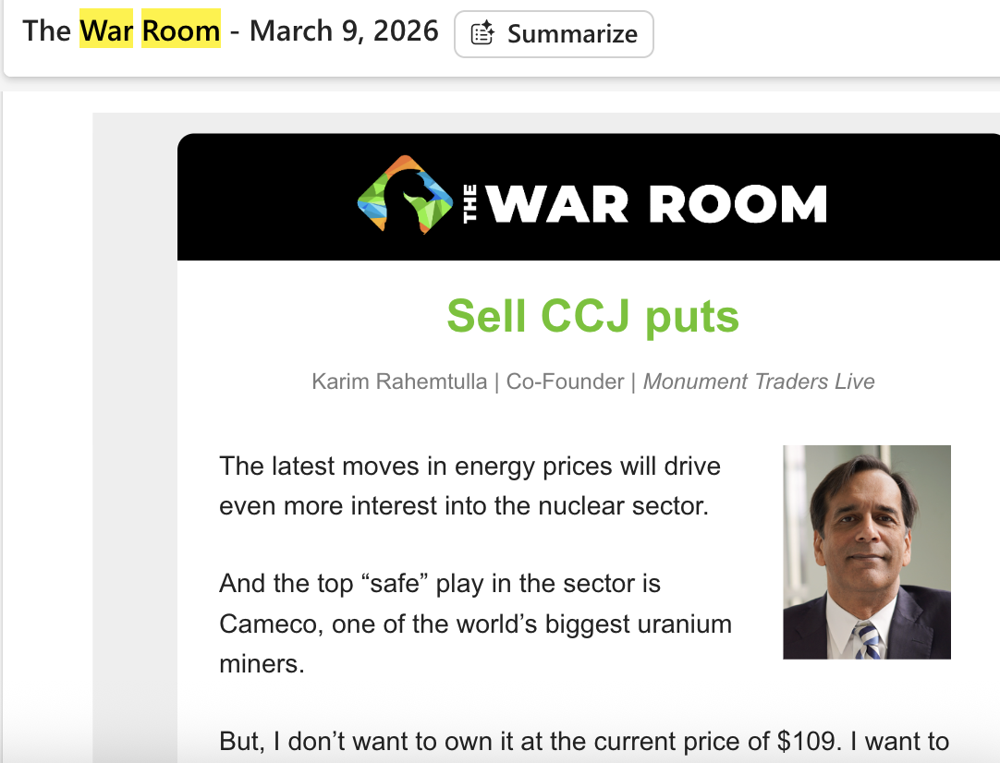 The War Room - March 9, 2026
Summarize
THE WAR ROOM
Sell CCJ puts
Karim Rahemtulla | Co-Founder | Monument Traders Live
The latest moves in energy prices will drive
even more interest into the nuclear sector.
And the top “safe” play in the sector is
Cameco, one of the world’s biggest uranium
miners.
But, I don’t want to own it at the current price of $109. I want to